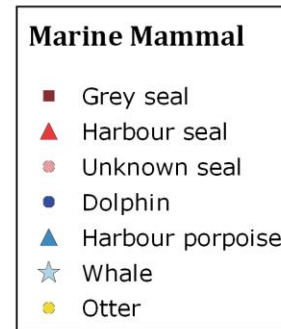 Marine Mammal
Grey seal
Harbour seal
Unknown seal
Dolphin
Harbour porpoise
Whale
Otter